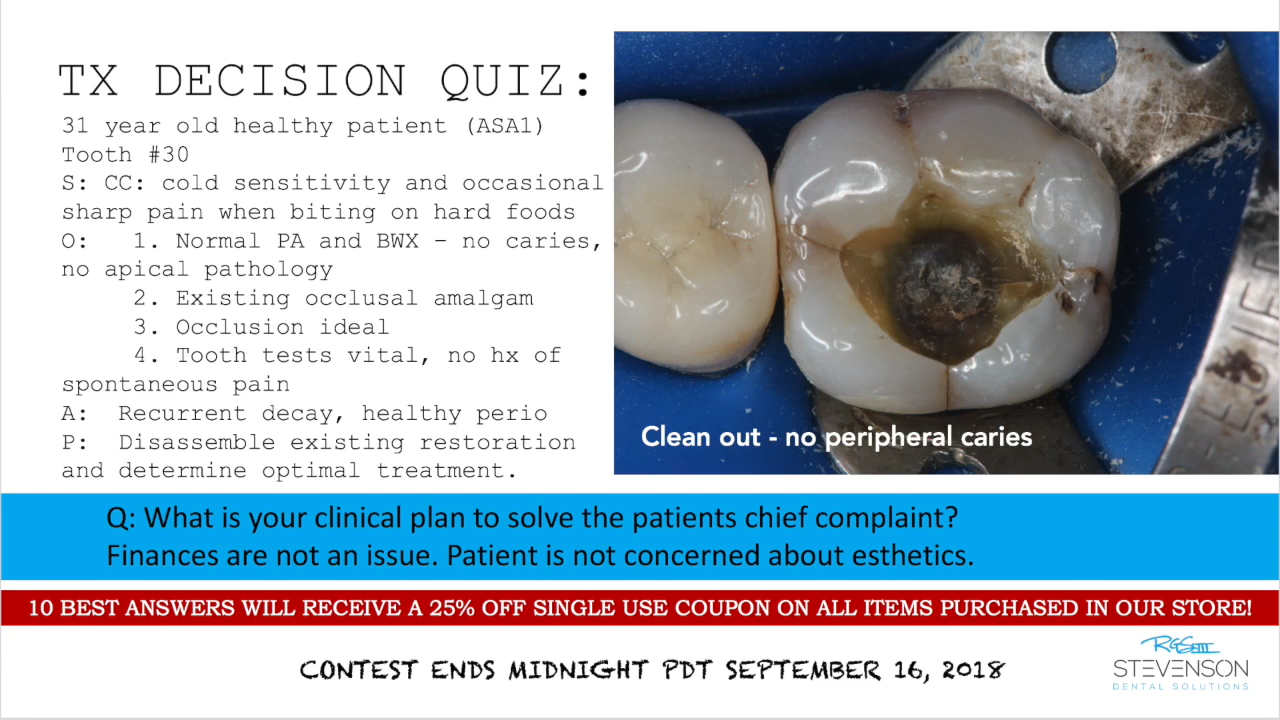 TX DECISION QUIZ:
31 year old healthy patient (ASA1)
Tooth #30
S: CC: cold sensitivity and occasional
sharp pain when biting on hard foods
O: 1. Normal PA and BWX - no caries,
no apical pathology
2. Existing occlusal amalgam
3. Occlusion ideal
4. Tooth tests vital, no hx of
spontaneous pain
A: Recurrent decay, healthy perio
P: Disassemble existing restoration
and determine optimal treatment.
Clean out - no peripheral caries
Q: What is your clinical plan to solve the patients chief complaint?
Finances are not an issue. Patient is not concerned about esthetics.
10 BEST ANSWERS WILL RECEIVE A 25% OFF SINGLE USE COUPON ON ALL ITEMS PURCHASED IN OUR STORE!
CONTEST ENDS MIDNIGHT PDT SEPTEMBER 16, 2018
STEVENSON
DENTAL SOLUTIONS